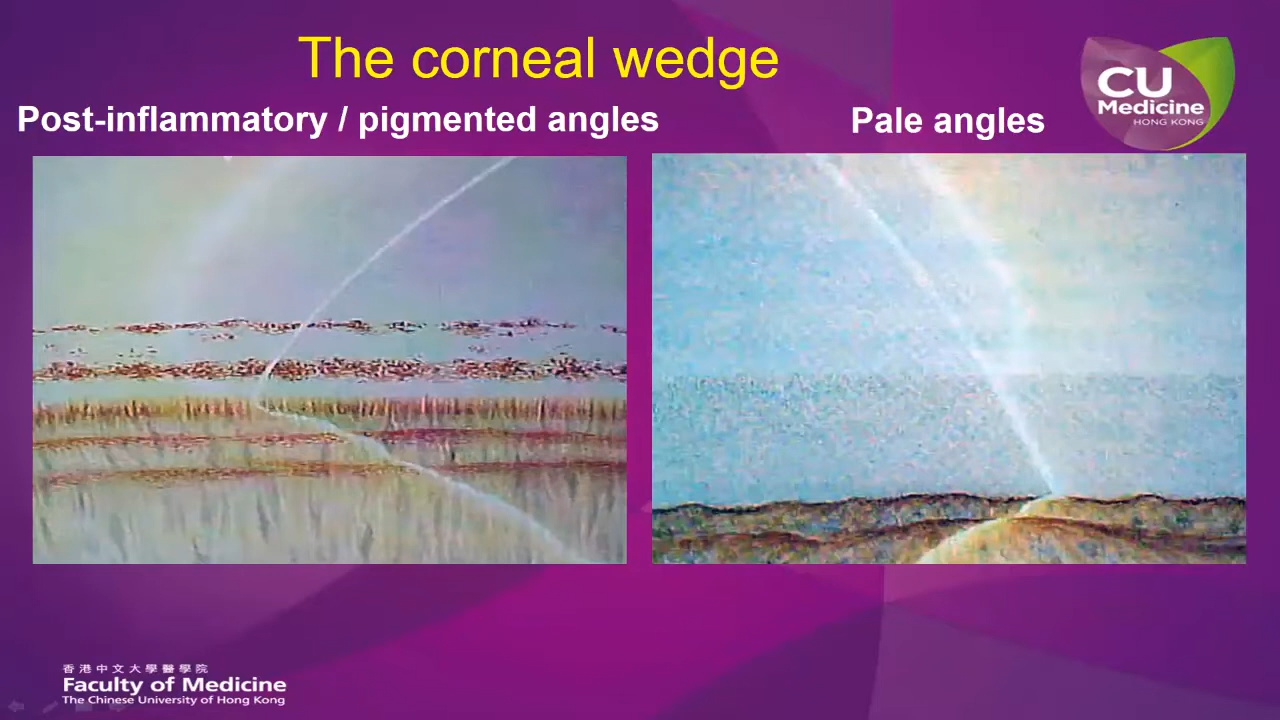 The corneal wedge
Post-inflammatory / pigmented angles
Pale angles
CU
Medicine
HONG KONG
香港中文大學醫學院
Faculty of Medicine
The Chinese University of Hong Kong